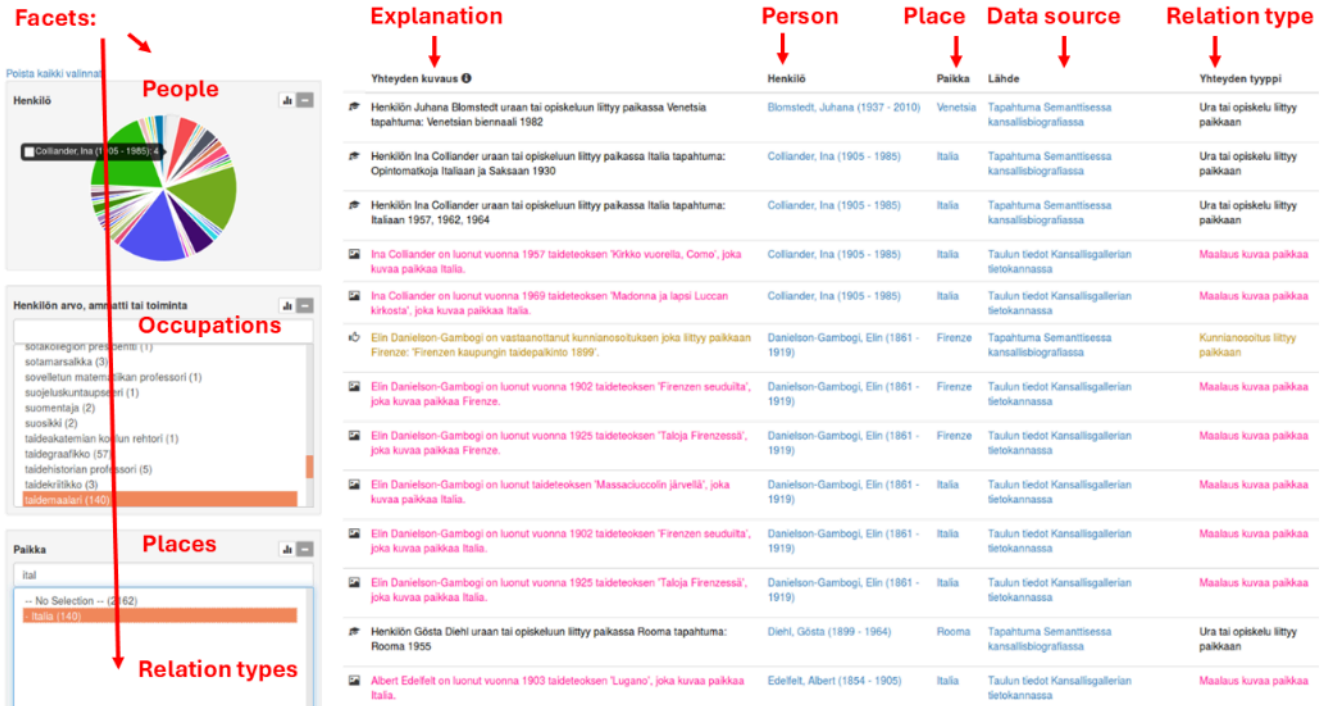 Facets:
Explanation
Person
Place
Data source
Relation type
Poista kaikki valinnat
People
Henkilö
Colliander, Ina (1905 - 1985): 4
Henkilön arvo, ammatti tai toiminta
Occupations
sotakollegion presidentti (1)
sotamarsalkka (3)
sovelletun matematiikan professori (1)
suojeluskuntaupseeri (1)
suomentaja (2)
suosikki (2)
taideakatemian koulun rehtori (1)
taidegraafikko (57)
taidehistorian professori (5)
taidekriitikko (3)
taidemaalari (140)
Paikka
Places
ital
-- No Selection -- (2162)
- Italia (140)
Relation types
Yhteyden kuvaus
Henkilö
Paikka
Lähde
Yhteyden tyyppi
Henkilön Juhana Blomstedt uraan tai opiskeluun liittyy paikassa Venetsia
tapahtuma: Venetsian biennaali 1982
Blomstedt, Juhana (1937 - 2010)
Venetsia
Tapahtuma Semanttisessa
kansallisbiografiassa
Ura tai opiskelu liittyy
paikkaan
Henkilön Ina Colliander uraan tai opiskeluun liittyy paikassa Italia tapahtuma:
Opintomatkoja Italiaan ja Saksaan 1930
Colliander, Ina (1905 - 1985)
Italia
Tapahtuma Semanttisessa
kansallisbiografiassa
Ura tai opiskelu liittyy
paikkaan
Henkilön Ina Colliander uraan tai opiskeluun liittyy paikassa Italia tapahtuma:
Italiaan 1957, 1962, 1964
Colliander, Ina (1905 - 1985)
Italia
Tapahtuma Semanttisessa
kansallisbiografiassa
Ura tai opiskelu liittyy
paikkaan
Ina Colliander on luonut vuonna 1957 taideteoksen 'Kirkko vuorella, Como', joka
kuvaa paikkaa Italia.
Colliander, Ina (1905 - 1985)
Italia
Taulun tiedot Kansallisgallerian
tietokannassa
Maalaus kuvaa paikkaa
Ina Colliander on luonut vuonna 1969 taideteoksen 'Madonna ja lapsi Luccan
kirkosta', joka kuvaa paikkaa Italia.
Colliander, Ina (1905 - 1985)
Italia
Taulun tiedot Kansallisgallerian
tietokannassa
Maalaus kuvaa paikkaa
Elin Danielson-Gambogi on vastaanottanut kunnianosoituksen joka liittyy paikkaan
Firenze: 'Firenzen kaupungin taidepalkinto 1899'.
Danielson-Gambogi, Elin (1861 -
1919)
Firenze
Tapahtuma Semanttisessa
kansallisbiografiassa
Kunnianosoitus liittyy
paikkaan
Elin Danielson-Gambogi on luonut vuonna 1902 taideteoksen 'Firenzen seuduilta',
joka kuvaa paikkaa Firenze.
Danielson-Gambogi, Elin (1861 -
1919)
Firenze
Taulun tiedot Kansallisgallerian
tietokannassa
Maalaus kuvaa paikkaa
Elin Danielson-Gambogi on luonut vuonna 1925 taideteoksen 'Taloja Firenzessä',
joka kuvaa paikkaa Firenze.
Danielson-Gambogi, Elin (1861 -
1919)
Firenze
Taulun tiedot Kansallisgallerian
tietokannassa
Maalaus kuvaa paikkaa
Elin Danielson-Gambogi on luonut taideteoksen 'Massaciuccolin järvellä', joka
kuvaa paikkaa Italia.
Danielson-Gambogi, Elin (1861 -
1919)
Italia
Taulun tiedot Kansallisgallerian
tietokannassa
Maalaus kuvaa paikkaa
Elin Danielson-Gambogi on luonut vuonna 1902 taideteoksen 'Firenzen seuduilta',
joka kuvaa paikkaa Italia.
Danielson-Gambogi, Elin (1861 -
1919)
Italia
Taulun tiedot Kansallisgallerian
tietokannassa
Maalaus kuvaa paikkaa
Elin Danielson-Gambogi on luonut vuonna 1925 taideteoksen 'Taloja Firenzessä',
joka kuvaa paikkaa Italia.
Danielson-Gambogi, Elin (1861 -
1919)
Italia
Taulun tiedot Kansallisgallerian
tietokannassa
Maalaus kuvaa paikkaa
Henkilön Gösta Diehl uraan tai opiskeluun liittyy paikassa Rooma tapahtuma:
Rooma 1955
Diehl, Gösta (1899 - 1964)
Rooma
Tapahtuma Semanttisessa
kansallisbiografiassa
Ura tai opiskelu liittyy
paikkaan
Albert Edelfelt on luonut vuonna 1903 taideteoksen 'Lugano', joka kuvaa paikkaa
Italia.
Edelfelt, Albert (1854 - 1905)
Italia
Taulun tiedot Kansallisgallerian
tietokannassa
Maalaus kuvaa paikkaa